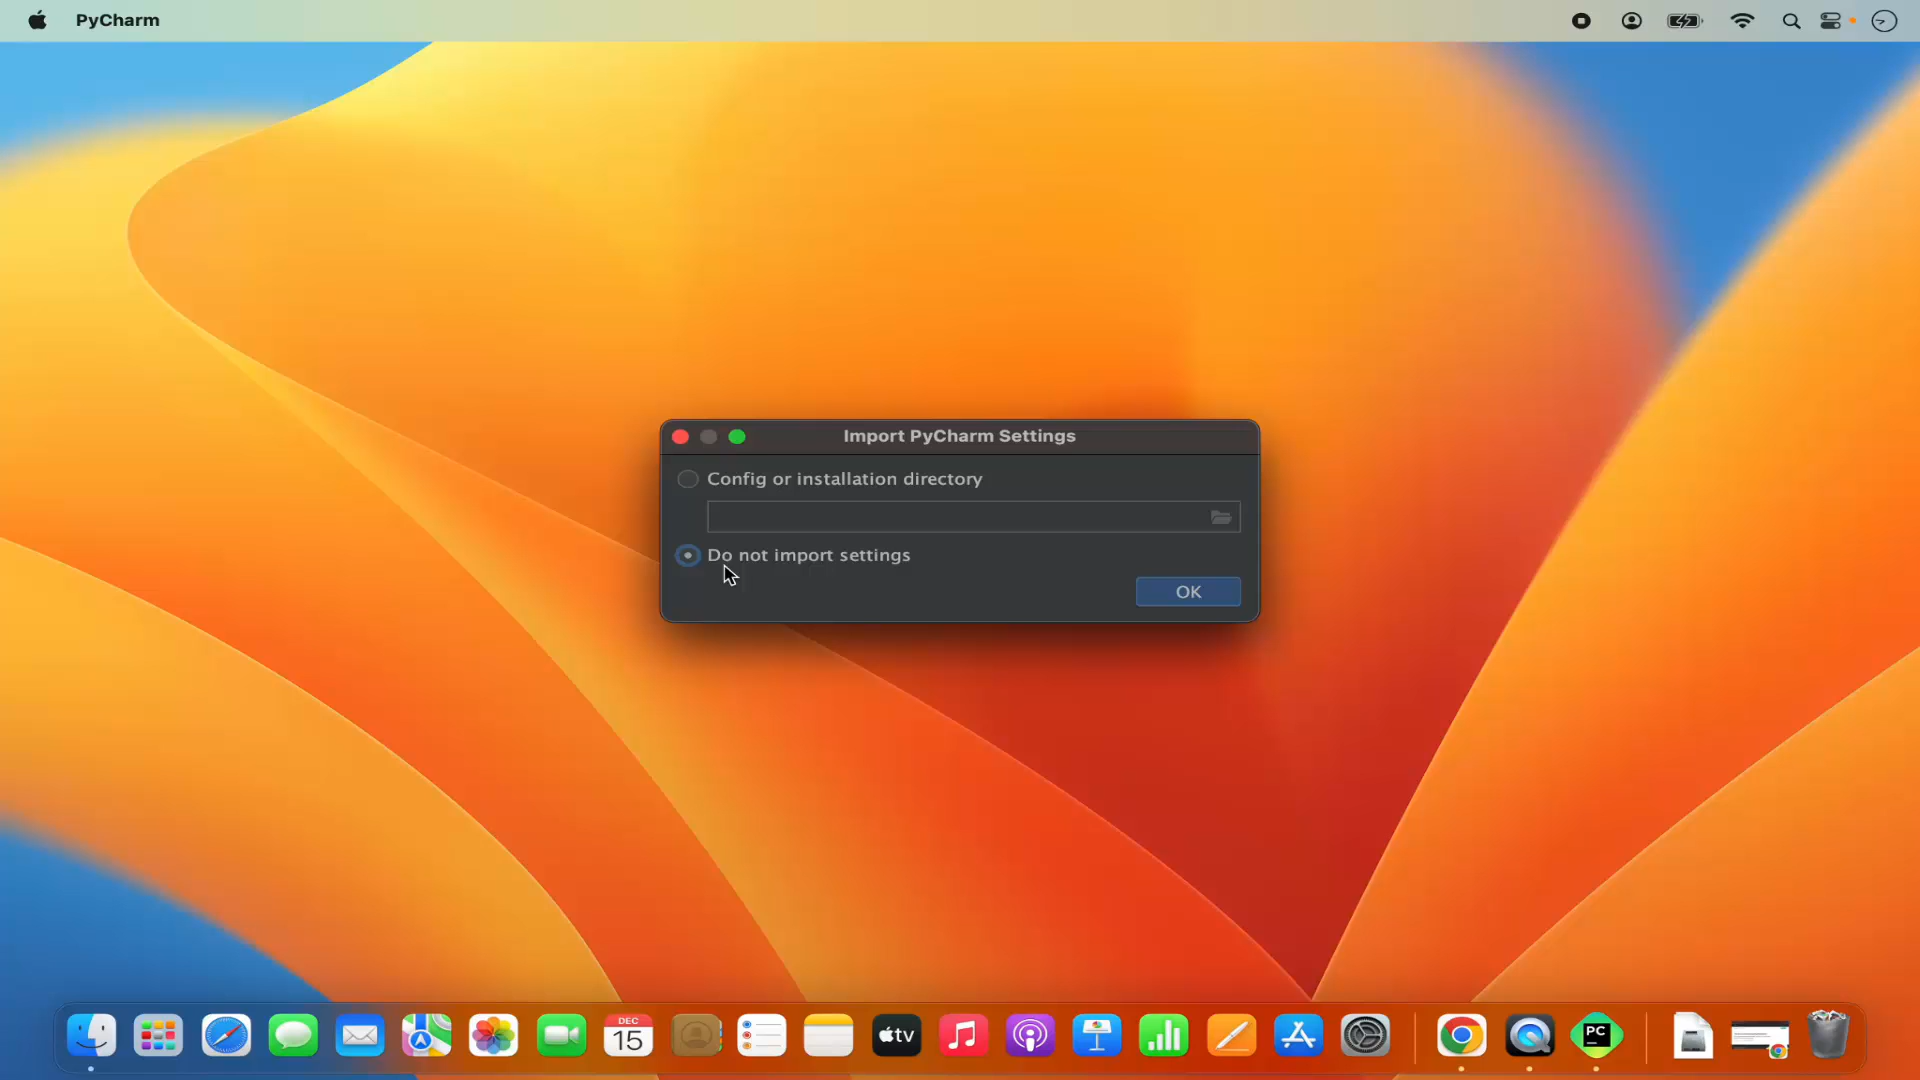 PyCharm
Import PyCharm Settings
Config or installation directory
Do not import settings
OK
DEC
15
tv
PC